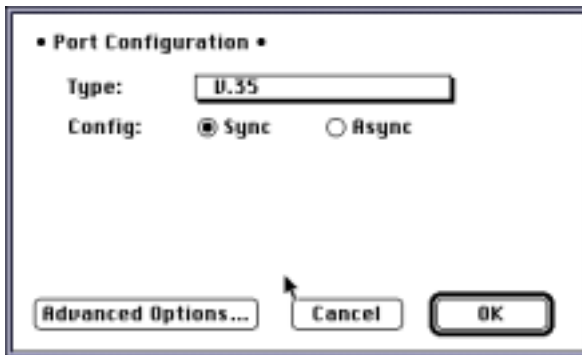 • Port Configuration •
Type: V.35
Config: Sync Async
Advanced Options... Cancel OK